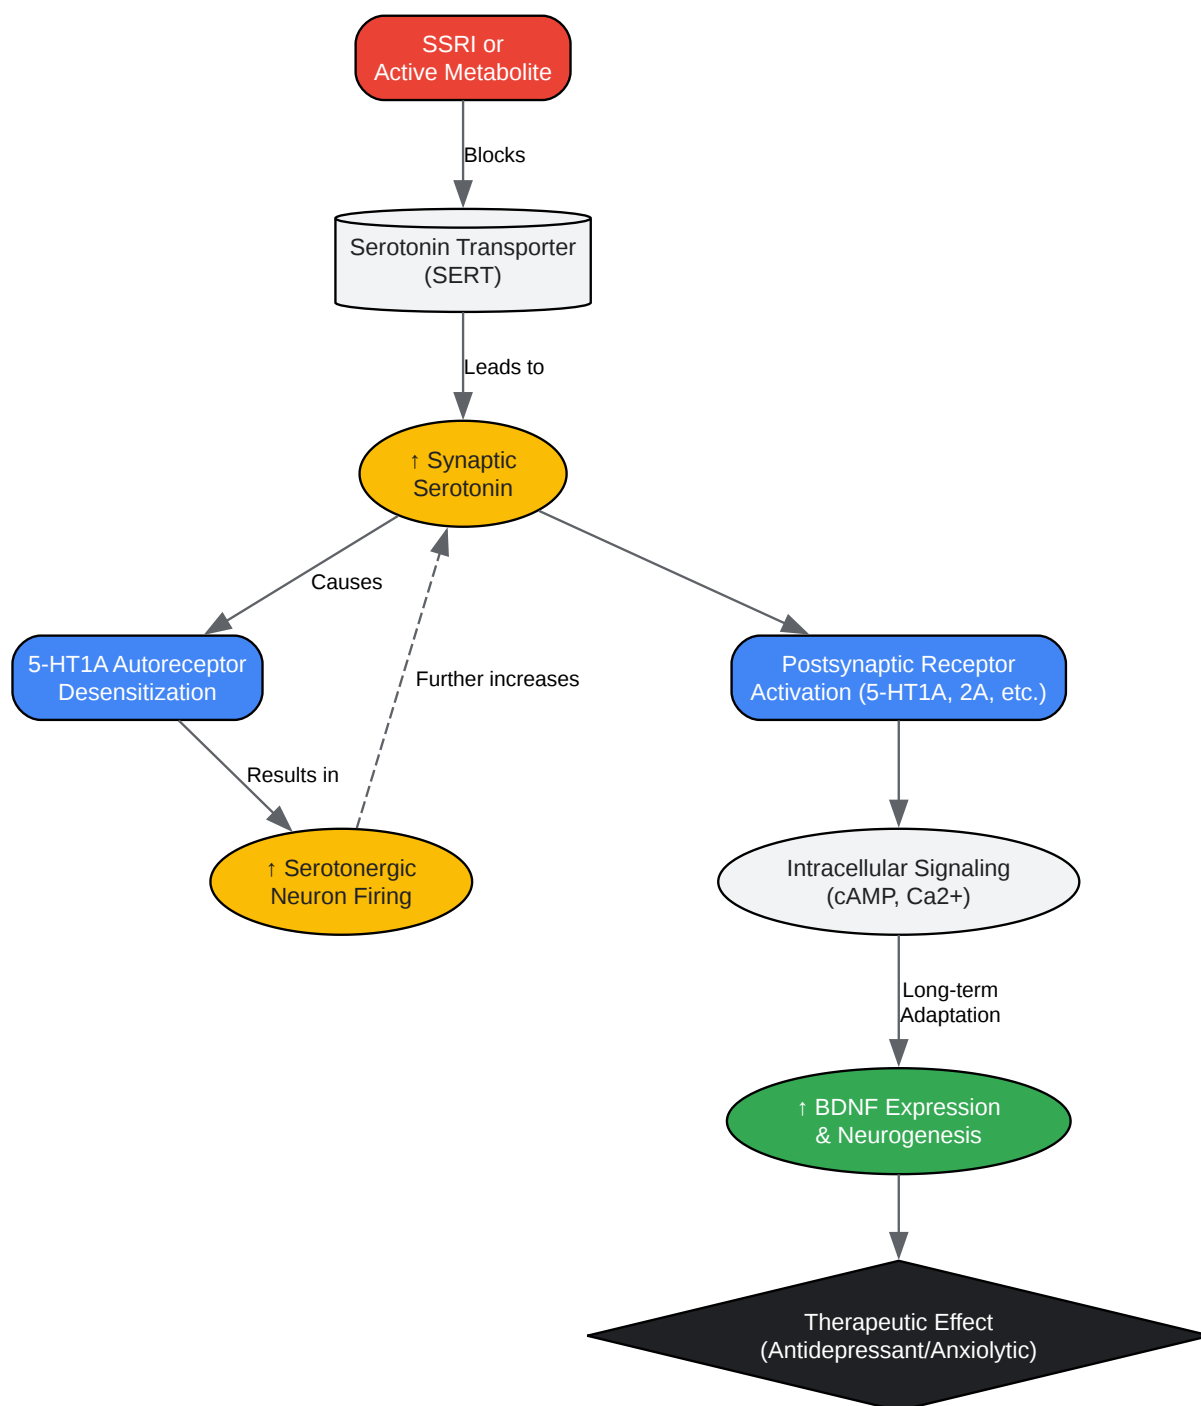 SSRI or
Active Metabolite
Blocks
Serotonin Transporter
(SERT)
Leads to
↑ Synaptic
Serotonin
Causes
5-HT1A Autoreceptor
Desensitization
Further increases
Postsynaptic Receptor
Activation (5-HT1A, 2A, etc.)
Results in
↑ Serotonergic
Neuron Firing
Intracellular Signaling
(cAMP, Ca2+)
Long-term
Adaptation
↑ BDNF Expression
& Neurogenesis
Therapeutic Effect
(Antidepressant/Anxiolytic)